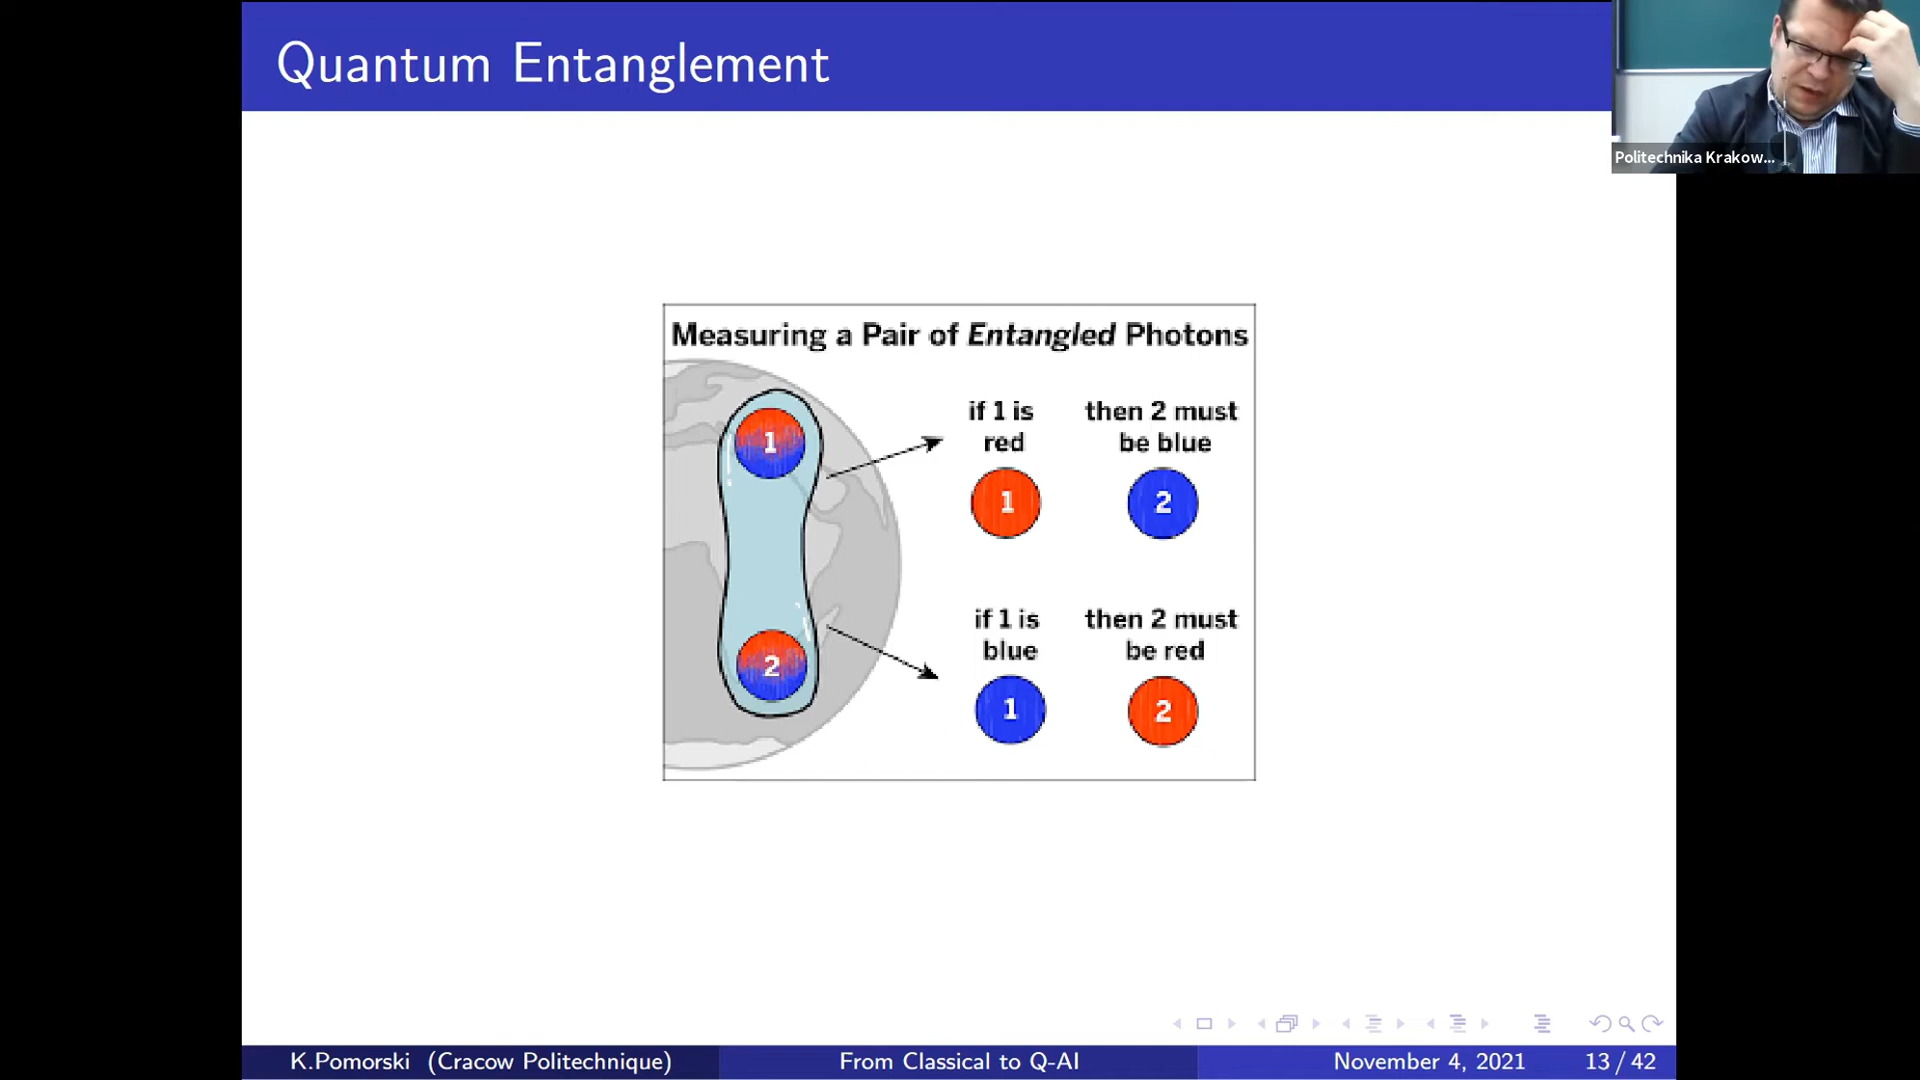 Quantum Entanglement
Politechnika Krakow...
Measuring a Pair of Entangled Photons
1
if 1 is
red
then 2 must
be blue
1
2
2
if 1 is
blue
then 2 must
be red
1
2
K.Pomorski (Cracow Politechnique)
From Classical to Q-AI
November 4, 2021
13 / 42